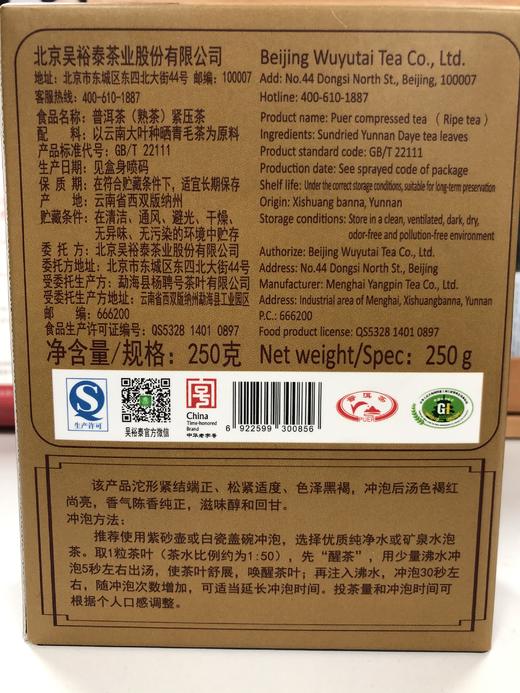 北京吴裕泰茶业股份有限公司
地址：北京市东城区东四北大街44号 邮编：100007
客服热线：400-610-1887
食品名称：普洱茶（熟茶）紧压茶
配 料：以云南大叶种晒青毛茶为原料
产品标准代号：GB/T 22111
生产日期：见盒身喷码
保 质 期：在符合贮藏条件下，适宜长期保存
产 地：云南省西双版纳州
贮藏条件：在清洁、通风、避光、干燥、
无异味、无污染的环境中贮存
委 托 方：北京吴裕泰茶业股份有限公司
委托方地址：北京市东城区东四北大街44号
受委托生产商：勐海县杨聘号茶叶有限公司
受委托生产商地址：云南省西双版纳州勐海县工业园区
邮 编：666200
食品生产许可证编号：QS5328 1401 0897
净含量/规格：250克
Beijing Wuyutai Tea Co., Ltd.
Add: No.44 Dongsi North St., Beijing, 100007
Hotline: 400-610-1887
Product name: Puer compressed tea （Ripe tea）
Ingredients: Sundried Yunnan Daye tea leaves
Product standard code: GB/T 22111
Production date: See sprayed code of package
Shelf life: Under the correct storage conditions, suitable for long-term preservation
Origin: Xishuang banna, Yunnan
Storage conditions: Store in a clean, ventilated, dark, dry,
odor-free and pollution-free environment
Authorize: Beijing Wuyutai Tea Co., Ltd.
Address: No.44 Dongsi North St., Beijing
Manufacturer: Menghai Yangpin Tea Co., Ltd.
Address: Industrial area of Menghai, Xishuangbanna, Yunnan
P.C.: 666200
Food product license: QS5328 1401 0897
Net weight/Spec: 250 g
生产许可
吴裕泰官方微信
China
Time-honored
Brand
中华老字号
6 922599 300856
普洱茶
PUER
GI
该产品沱形紧结端正、松紧适度、色泽黑褐，冲泡后汤色褐红
尚亮，香气陈香纯正，滋味醇和回甘。
冲泡方法：
推荐使用紫砂壶或白瓷盖碗冲泡，选择优质纯净水或矿泉水泡
茶。取1粒茶叶（茶水比例约为1:50），先“醒茶”，用少量沸水冲
泡5秒左右出汤，使茶叶舒展，唤醒茶叶；再注入沸水，冲泡30秒左
右，随冲泡次数增加，可适当延长冲泡时间。投茶量和冲泡时间可
根据个人口感调整。